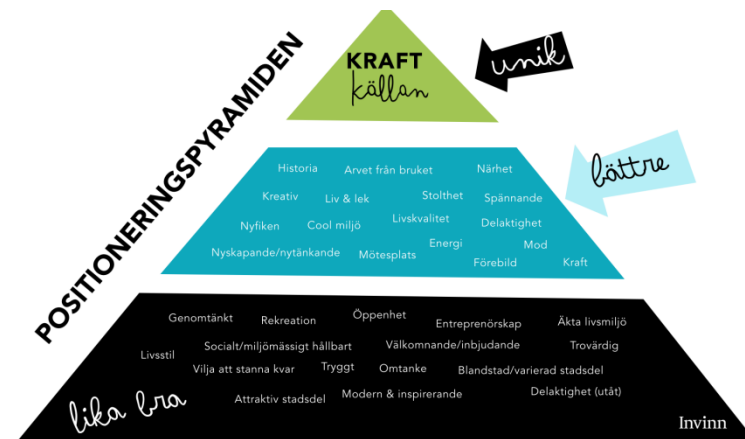 POSITIONERINGSPYRAMIDEN
KRAFT
källan
unik
bättre
Historia Arvet från bruket Närhet
Kreativ Liv & lek Stolthet Spännande
Nyfiken Cool miljö Livskvalitet Delaktighet
Nyskapande/nytänkande Mötesplats Energi Mod
Förebild Kraft
Genomtänkt Rekreation Öppenhet Entreprenörskap Äkta livsmiljö
Livsstil Socialt/miljömässigt hållbart Välkomnande/inbjudande Trovärdig
Vilja att stanna kvar Tryggt Omtanke Blandstad/varierad stadsdel
lika bra Attraktiv stadsdel Modern & inspirerande Delaktighet (utåt)
Invinn